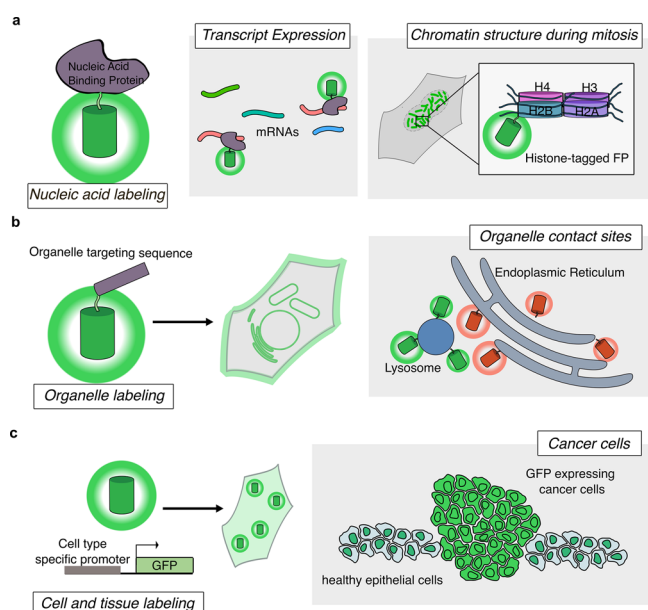 a
Nucleic Acid
Binding Protein
Nucleic acid labeling
Transcript Expression
mRNAs
Chromatin structure during mitosis
H4
H3
H2B
H2A
Histone-tagged FP
b
Organelle targeting sequence
Organelle labeling
Organelle contact sites
Endoplasmic Reticulum
Lysosome
c
Cell type
specific promoter
GFP
Cell and tissue labeling
Cancer cells
GFP expressing
cancer cells
healthy epithelial cells